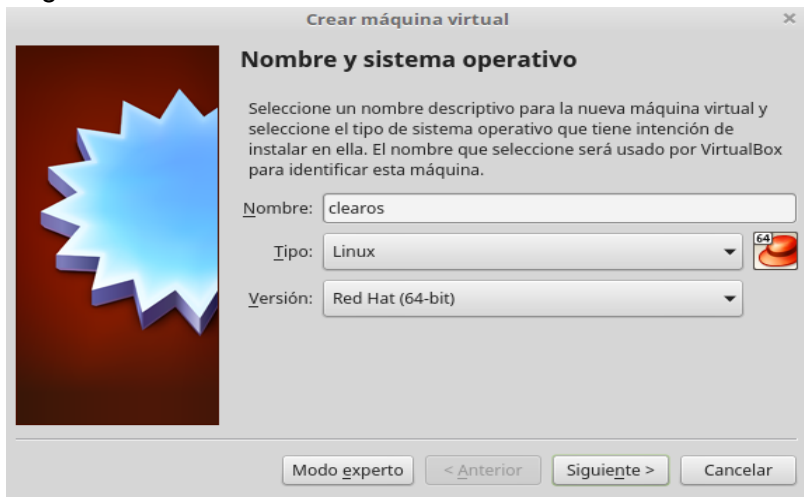 Crear máquina virtual
Nombre y sistema operativo
Seleccione un nombre descriptivo para la nueva máquina virtual y
seleccione el tipo de sistema operativo que tiene intención de
instalar en ella. El nombre que seleccione será usado por VirtualBox
para identificar esta máquina.
Nombre: clearos
Tipo: Linux
64
Versión: Red Hat (64-bit)
Modo experto < Anterior Siguiente > Cancelar